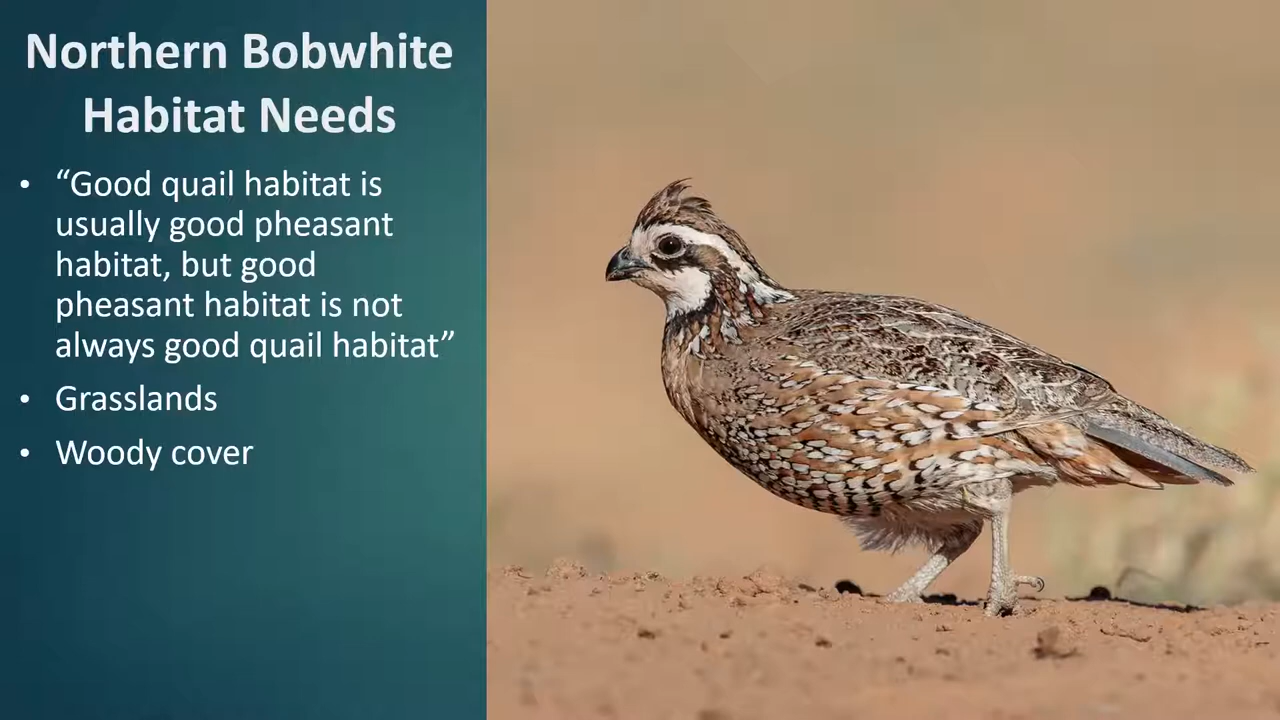 Northern Bobwhite
Habitat Needs
• “Good quail habitat is
usually good pheasant
habitat, but good
pheasant habitat is not
always good quail habitat”
• Grasslands
• Woody cover